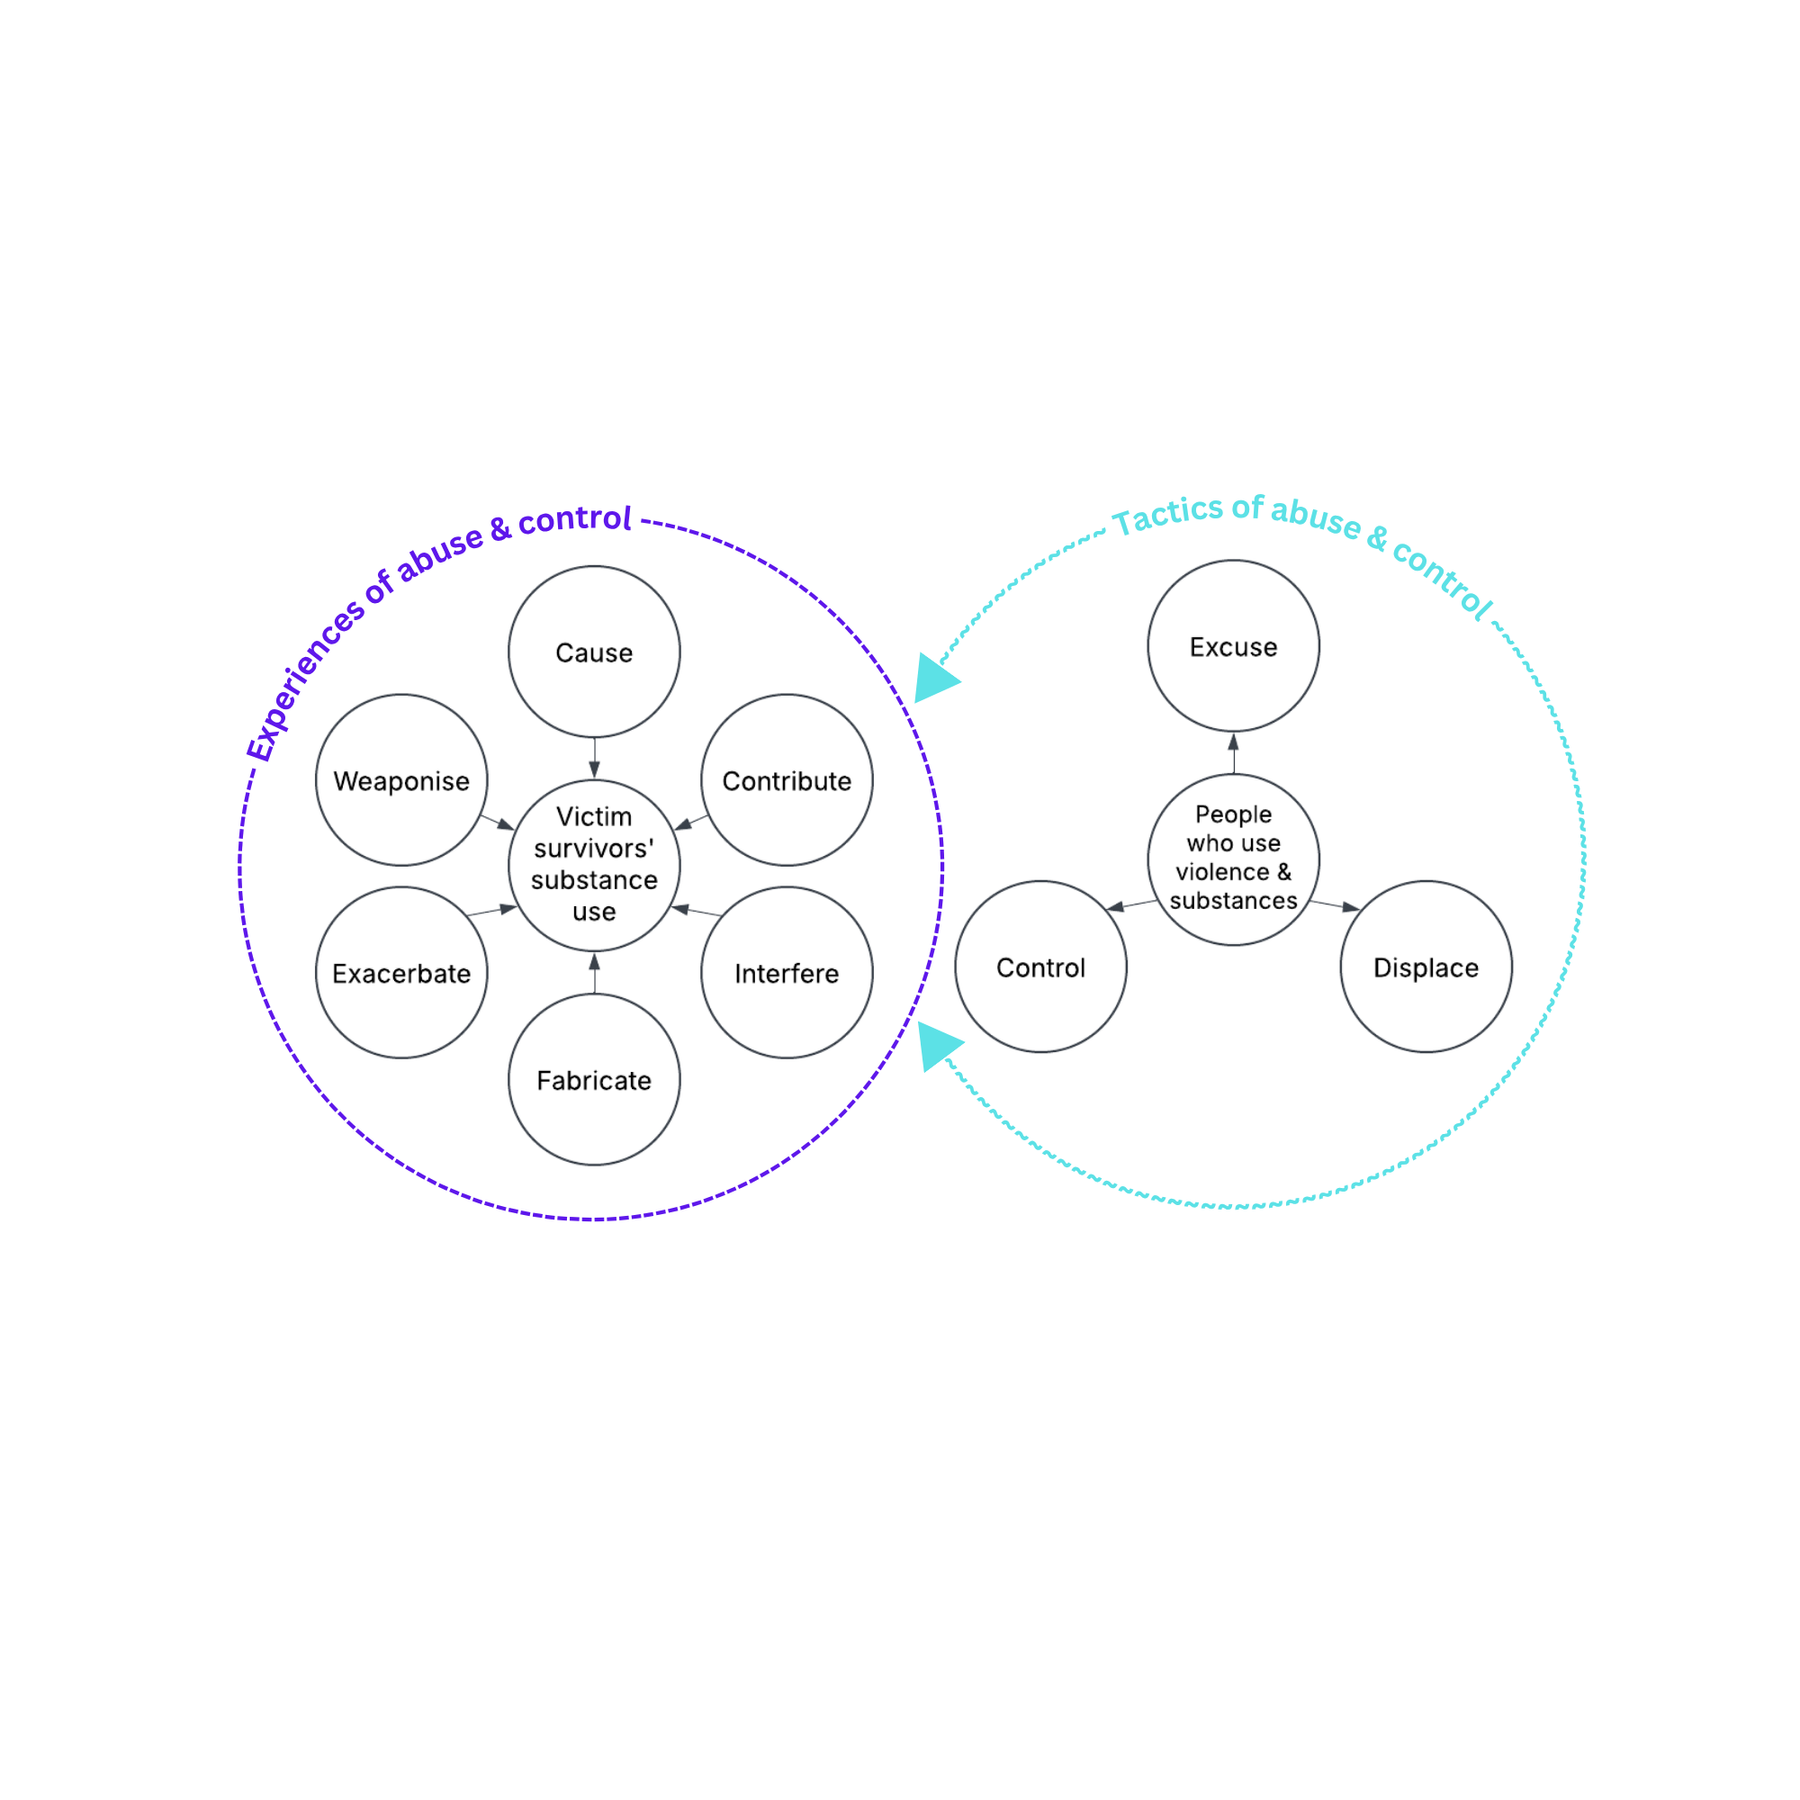 Experiences of abuse & control
Cause
Weaponise
Contribute
Victim
survivors'
substance
use
Exacerbate
Interfere
Fabricate
Tactics of abuse & control
Excuse
People
who use
violence &
substances
Control
Displace